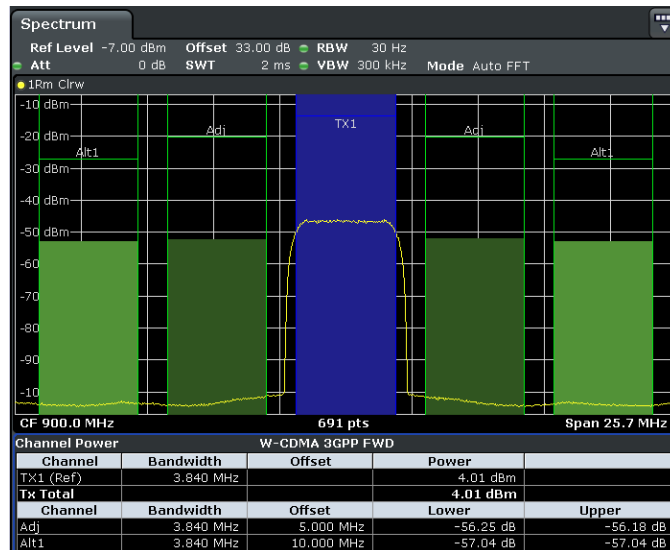 Spectrum
Ref Level -7.00 dBm Offset 33.00 dB RBW 30 Hz
Att 0 dB SWT 2 ms VBW 300 kHz Mode Auto FFT
1Rm Clrw
-10 dBm
-20 dBm
Alt1 Adj TX1 Adj Alt1
-30 dBm
-40 dBm
-50 dBm
-60
-70
-80
-90
-10
CF 900.0 MHz 691 pts Span 25.7 MHz
Channel Power W-CDMA 3GPP FWD
Channel Bandwidth Offset Power
TX1 (Ref) 3.840 MHz 4.01 dBm
Tx Total 4.01 dBm
Channel Bandwidth Offset Lower Upper
Adj 3.840 MHz 5.000 MHz -56.25 dB -56.18 dB
Alt1 3.840 MHz 10.000 MHz -57.04 dB -57.04 dB